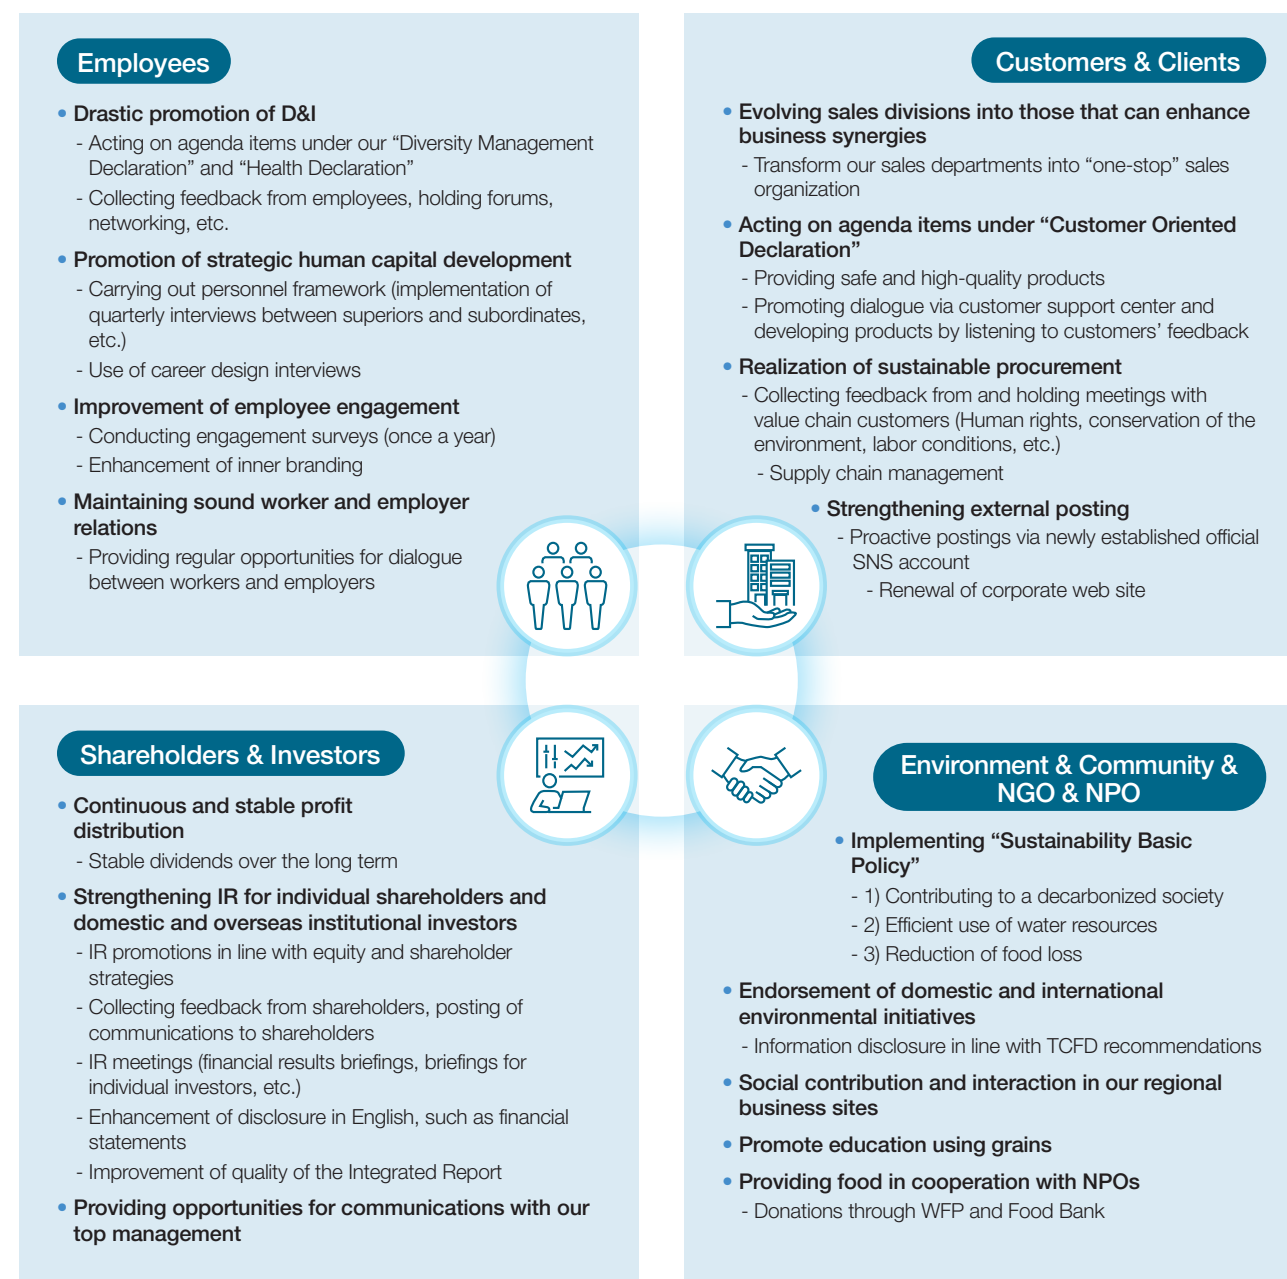 Employees
• Drastic promotion of D&I
- Acting on agenda items under our “Diversity Management
Declaration” and “Health Declaration”
- Collecting feedback from employees, holding forums,
networking, etc.
• Promotion of strategic human capital development
- Carrying out personnel framework (implementation of
quarterly interviews between superiors and subordinates,
etc.)
- Use of career design interviews
• Improvement of employee engagement
- Conducting engagement surveys (once a year)
- Enhancement of inner branding
• Maintaining sound worker and employer
relations
- Providing regular opportunities for dialogue
between workers and employers
Customers & Clients
• Evolving sales divisions into those that can enhance
business synergies
- Transform our sales departments into “one-stop” sales
organization
• Acting on agenda items under “Customer Oriented
Declaration”
- Providing safe and high-quality products
- Promoting dialogue via customer support center and
developing products by listening to customers’ feedback
• Realization of sustainable procurement
- Collecting feedback from and holding meetings with
value chain customers (Human rights, conservation of the
environment, labor conditions, etc.)
- Supply chain management
• Strengthening external posting
- Proactive postings via newly established official
SNS account
- Renewal of corporate web site
Shareholders & Investors
• Continuous and stable profit
distribution
- Stable dividends over the long term
• Strengthening IR for individual shareholders and
domestic and overseas institutional investors
- IR promotions in line with equity and shareholder
strategies
- Collecting feedback from shareholders, posting of
communications to shareholders
- IR meetings (financial results briefings, briefings for
individual investors, etc.)
- Enhancement of disclosure in English, such as financial
statements
- Improvement of quality of the Integrated Report
• Providing opportunities for communications with our
top management
Environment & Community &
NGO & NPO
• Implementing “Sustainability Basic
Policy”
- 1) Contributing to a decarbonized society
- 2) Efficient use of water resources
- 3) Reduction of food loss
• Endorsement of domestic and international
environmental initiatives
- Information disclosure in line with TCFD recommendations
• Social contribution and interaction in our regional
business sites
• Promote education using grains
• Providing food in cooperation with NPOs
- Donations through WFP and Food Bank